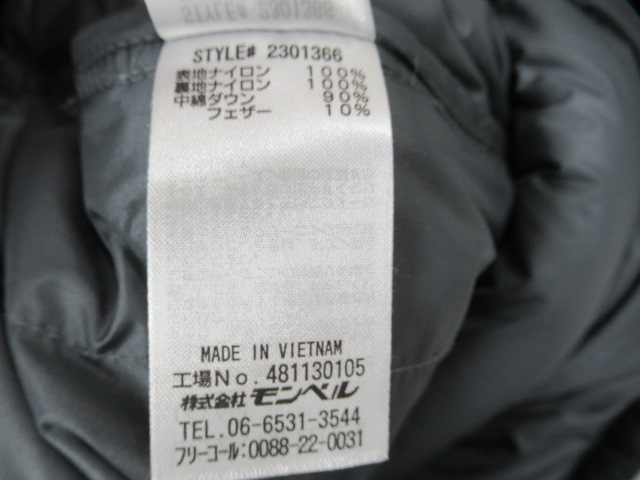 STYLE# 2301366
STYLE# 2301366
表地ナイロン 100%
裏地ナイロン 100%
中綿ダウン 90%
フェザー 10%
MADE IN VIETNAM
工場No. 481130105
株式会社 モンベル
TEL. 06-6531-3544
フリーコール:0088-22-0031